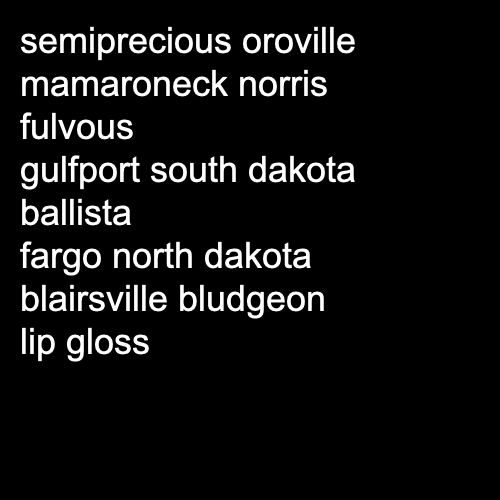 semiprecious oroville
mamaroneck norris
fulvous
gulfport south dakota
ballista
fargo north dakota
blairsville bludgeon
lip gloss